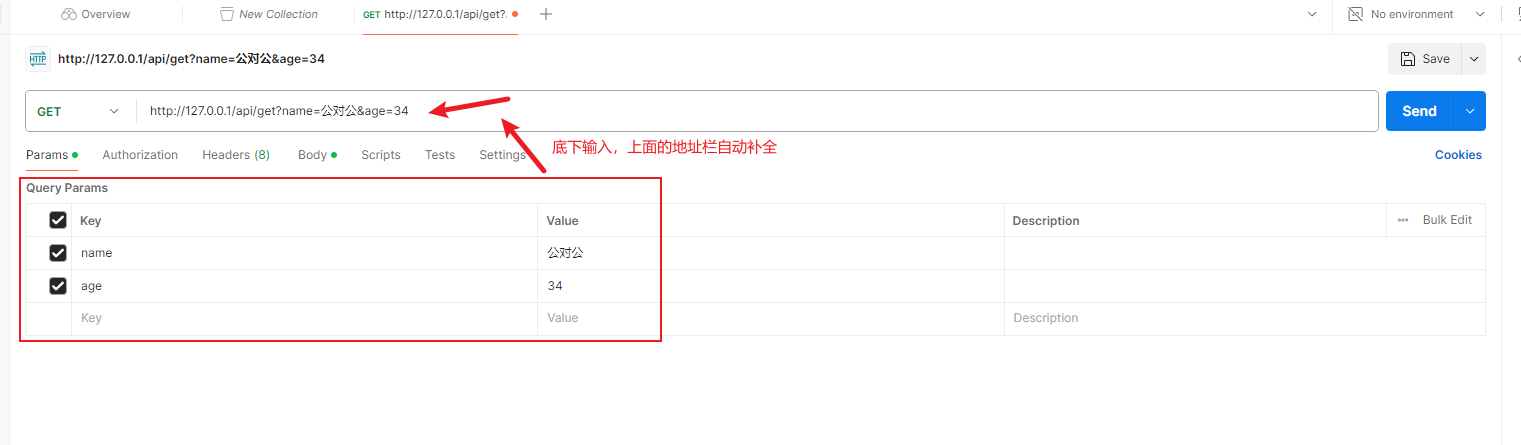 Overview
New Collection
GET http://127.0.0.1/api/get?.
No environment
HTTP
http://127.0.0.1/api/get?name=公对公&age=34
Save
GET
http://127.0.0.1/api/get?name=公对公&age=34
Send
底下输入，上面的地址栏自动补全
Params
Authorization
Headers (8)
Body
Scripts
Tests
Settings
Cookies
Query Params
Key Value Description Bulk Edit
name 公对公
age 34
Key Value Description